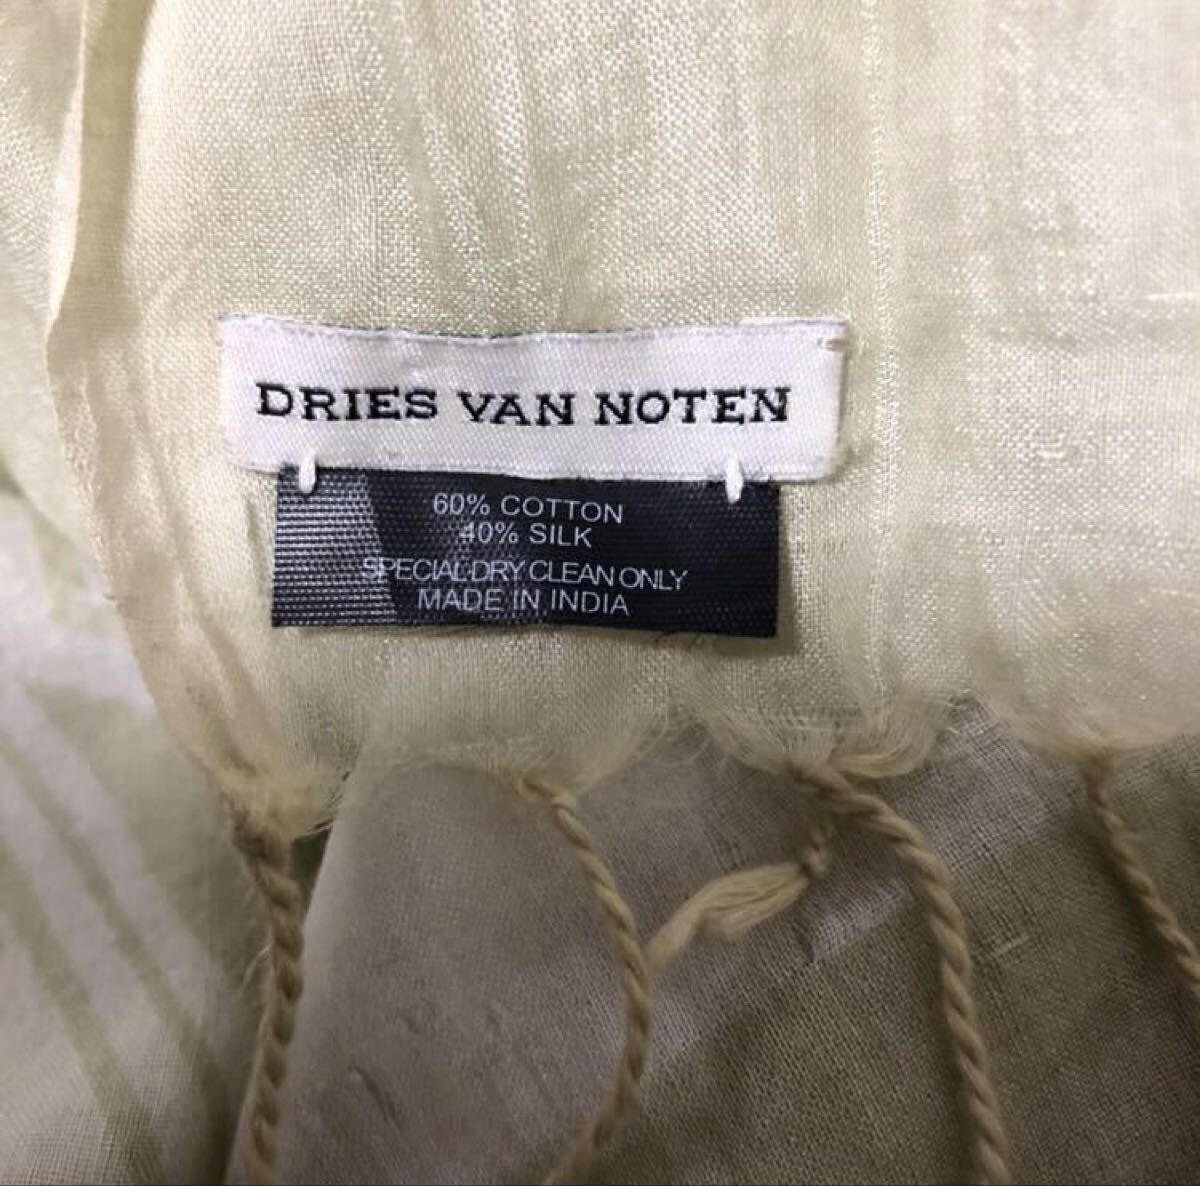 DRIES VAN NOTEN
60% COTTON
40% SILK
SPECIAL DRY CLEAN ONLY
MADE IN INDIA